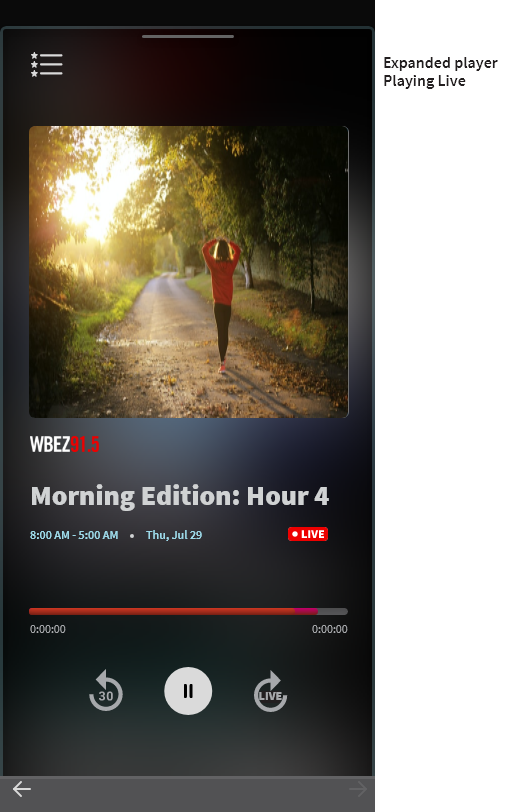 Expanded player
Playing Live
WBEZ91.5
Morning Edition: Hour 4
8:00 AM - 5:00 AM • Thu, Jul 29
LIVE
0:00:00
0:00:00
30
LIVE